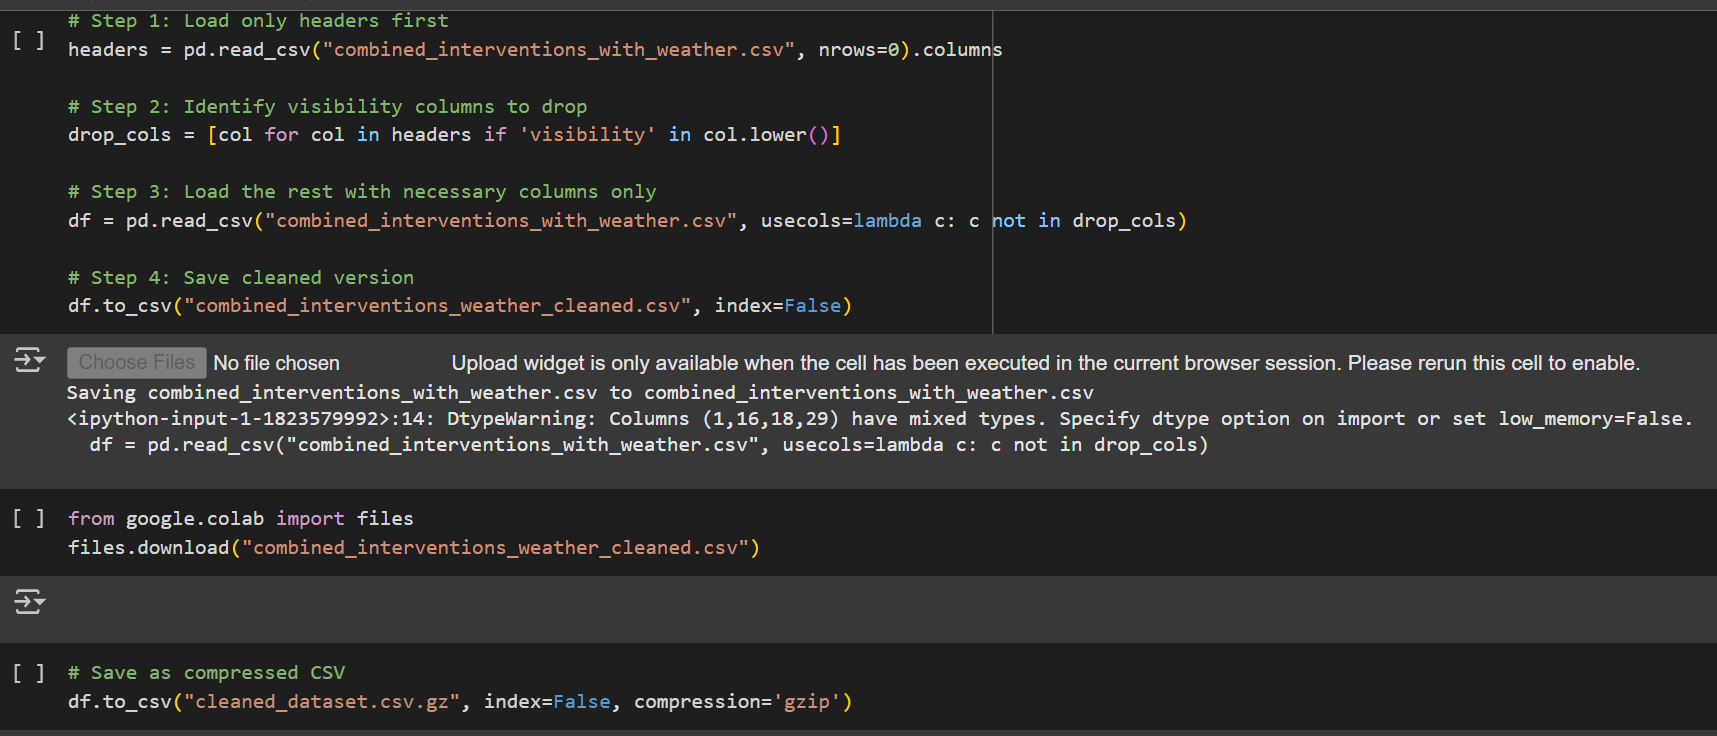 # Step 1: Load only headers first
[ ] headers = pd.read_csv("combined_interventions_with_weather.csv", nrows=0).columns
# Step 2: Identify visibility columns to drop
drop_cols = [col for col in headers if 'visibility' in col.lower()]
# Step 3: Load the rest with necessary columns only
df = pd.read_csv("combined_interventions_with_weather.csv", usecols=lambda c: c not in drop_cols)
# Step 4: Save cleaned version
df.to_csv("combined_interventions_weather_cleaned.csv", index=False)
Choose Files No file chosen Upload widget is only available when the cell has been executed in the current browser session. Please rerun this cell to enable.
Saving combined_interventions_with_weather.csv to combined_interventions_with_weather.csv
<ipython-input-1-1823579992>:14: DtypeWarning: Columns (1,16,18,29) have mixed types. Specify dtype option on import or set low_memory=False.
df = pd.read_csv("combined_interventions_with_weather.csv", usecols=lambda c: c not in drop_cols)
[ ] from google.colab import files
files.download("combined_interventions_weather_cleaned.csv")
[ ] # Save as compressed CSV
df.to_csv("cleaned_dataset.csv.gz", index=False, compression='gzip')